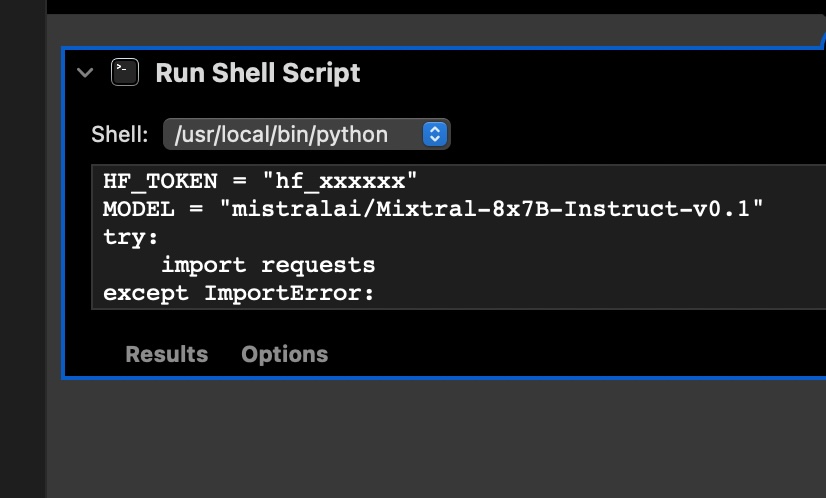 Run Shell Script
Shell: /usr/local/bin/python
HF_TOKEN = "hf_xxxxxx"
MODEL = "mistralai/Mixtral-8x7B-Instruct-v0.1"
try:
    import requests
except ImportError:
Results Options